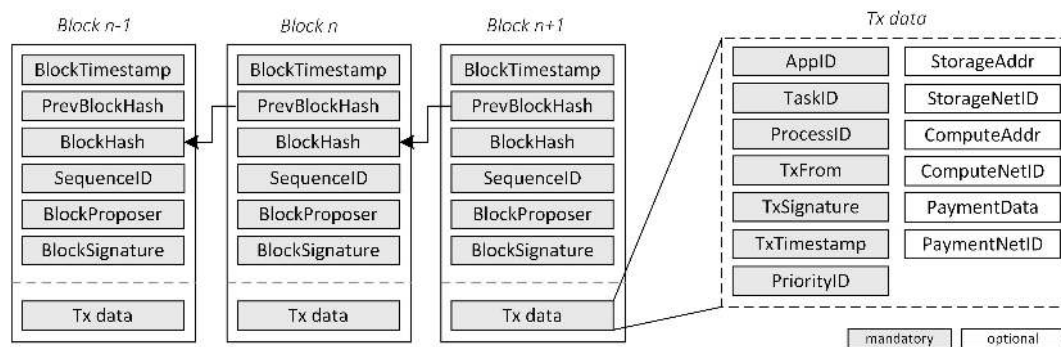 Block n-1
BlockTimestamp
PrevBlockHash
BlockHash
SequenceID
BlockProposer
BlockSignature
Tx data
Block n
BlockTimestamp
PrevBlockHash
BlockHash
SequenceID
BlockProposer
BlockSignature
Tx data
Block n+1
BlockTimestamp
PrevBlockHash
BlockHash
SequenceID
BlockProposer
BlockSignature
Tx data
Tx data
AppID
TaskID
ProcessID
TxFrom
TxSignature
TxTimestamp
PriorityID
StorageAddr
StorageNetID
ComputeAddr
ComputeNetID
PaymentData
PaymentNetID
mandatory
optional